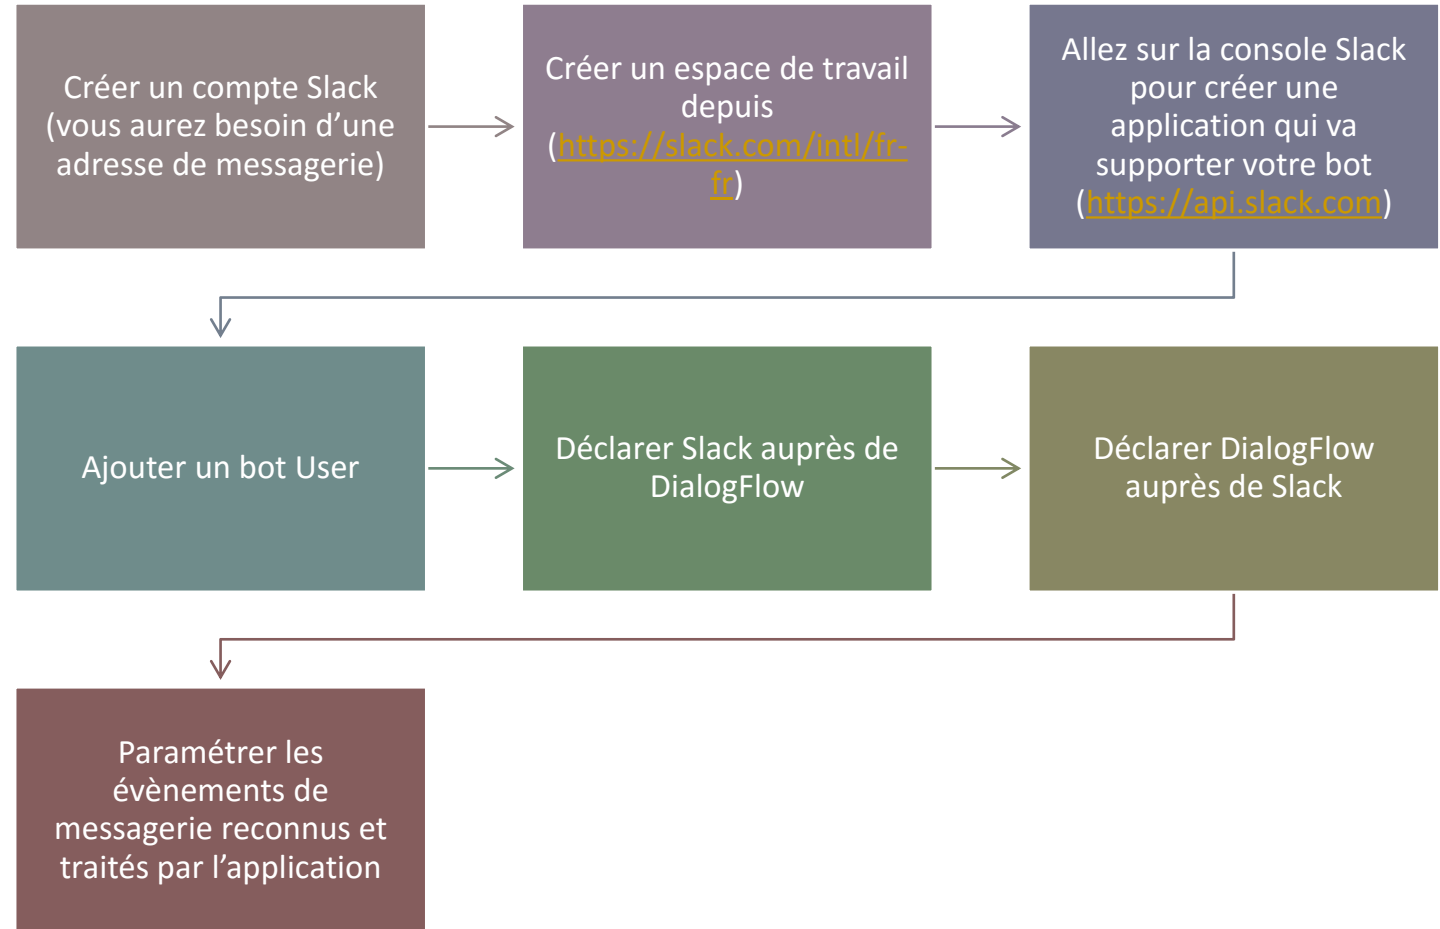 Créer un compte Slack
(vous aurez besoin d’une
adresse de messagerie)
Créer un espace de travail
depuis
(https://slack.com/intl/fr-
fr)
Allez sur la console Slack
pour créer une
application qui va
supporter votre bot
(https://api.slack.com)
Ajouter un bot User
Déclarer Slack auprès de
DialogFlow
Déclarer DialogFlow
auprès de Slack
Paramétrer les
évènements de
messagerie reconnus et
traités par l’application